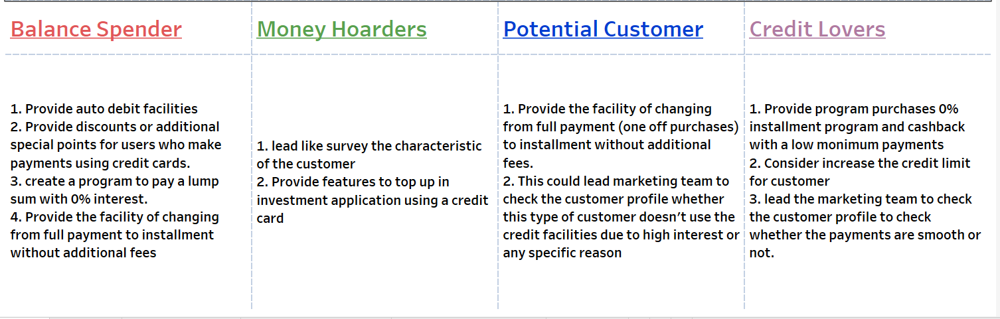 Balance Spender
Money Hoarders
Potential Customer
Credit Lovers
1. Provide auto debit facilities
2. Provide discounts or additional
special points for users who make
payments using credit cards.
3. create a program to pay a lump
sum with 0% interest.
4. Provide the facility of changing
from full payment to installment
without additional fees
1. lead like survey the characteristic
of the customer
2. Provide features to top up in
investment application using a credit
card
1. Provide the facility of changing
from full payment (one off purchases)
to installment without additional
fees.
2. This could lead marketing team to
check the customer profile whether
this type of customer doesn’t use the
credit facilities due to high interest or
any specific reason
1. Provide program purchases 0%
installment program and cashback
with a low monimum payments
2. Consider increase the credit limit
for customer
3. lead the marketing team to check
the customer profile to check
whether the payments are smooth or
not.